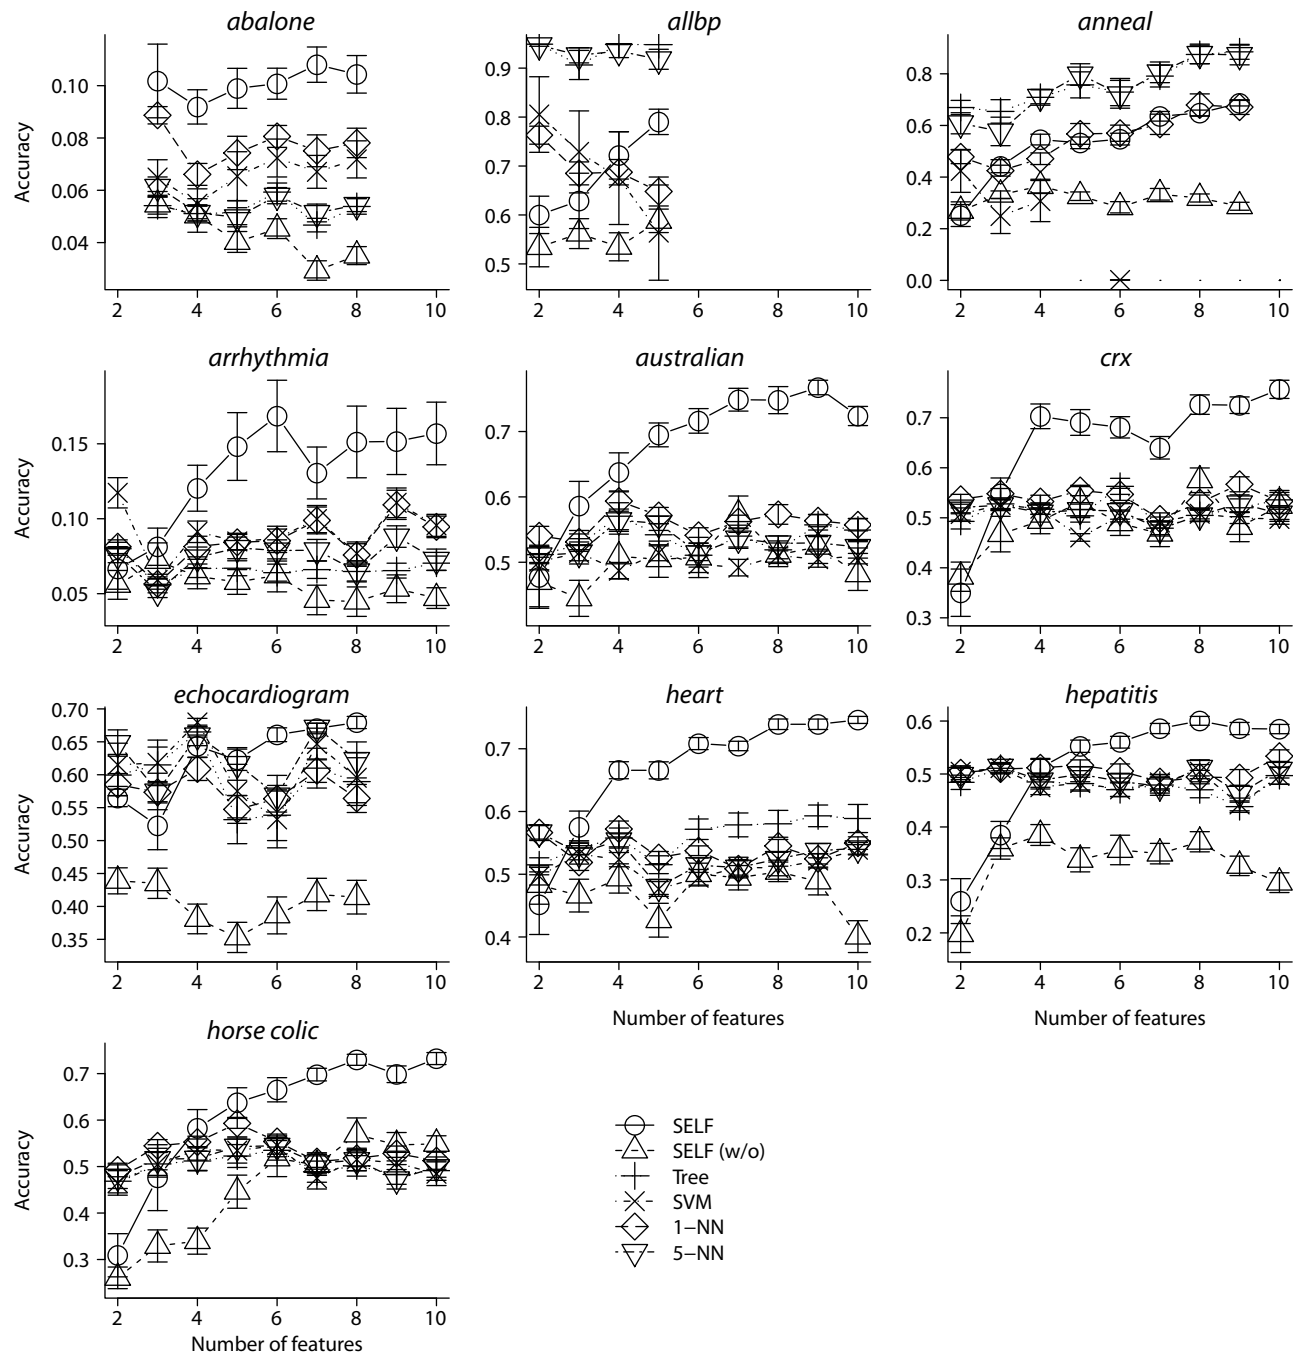 abalone
allbp
anneal
Accuracy
0.10
0.08
0.06
0.04
2 4 6 8 10
0.9
0.8
0.7
0.6
0.5
2 4 6 8 10
0.8
0.6
0.4
0.2
0.0
2 4 6 8 10
arrhythmia
australian
crx
Accuracy
0.15
0.10
0.05
2 4 6 8 10
0.7
0.6
0.5
2 4 6 8 10
0.7
0.6
0.5
0.4
0.3
2 4 6 8 10
echocardiogram
heart
hepatitis
Accuracy
0.70
0.65
0.60
0.55
0.50
0.45
0.40
0.35
2 4 6 8 10
0.7
0.6
0.5
0.4
2 4 6 8 10
Number of features
0.6
0.5
0.4
0.3
0.2
2 4 6 8 10
Number of features
horse colic
Accuracy
0.7
0.6
0.5
0.4
0.3
2 4 6 8 10
Number of features
SELF
SELF (w/o)
Tree
SVM
1−NN
5−NN